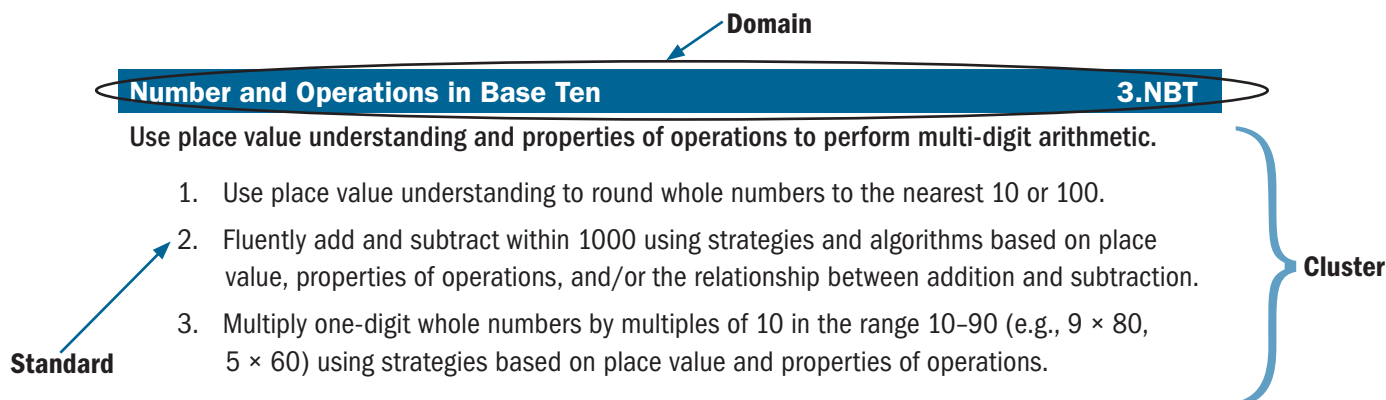 Domain
Number and Operations in Base Ten 3.NBT
Use place value understanding and properties of operations to perform multi-digit arithmetic.
1. Use place value understanding to round whole numbers to the nearest 10 or 100.
2. Fluently add and subtract within 1000 using strategies and algorithms based on place
value, properties of operations, and/or the relationship between addition and subtraction.
Cluster
3. Multiply one-digit whole numbers by multiples of 10 in the range 10–90 (e.g., 9 × 80,
5 × 60) using strategies based on place value and properties of operations.
Standard